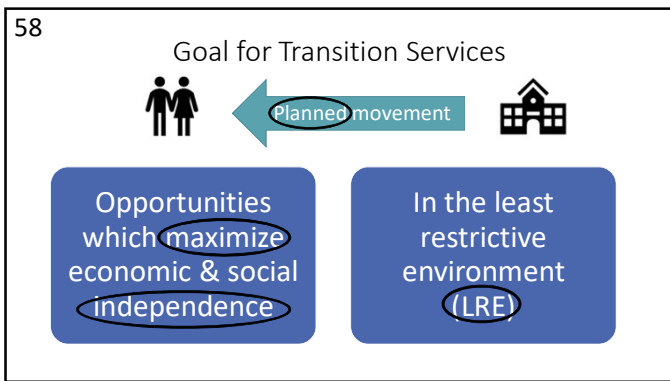 58
Goal for Transition Services
Planned movement
Opportunities
which maximize
economic & social
independence
In the least
restrictive
environment
(LRE)